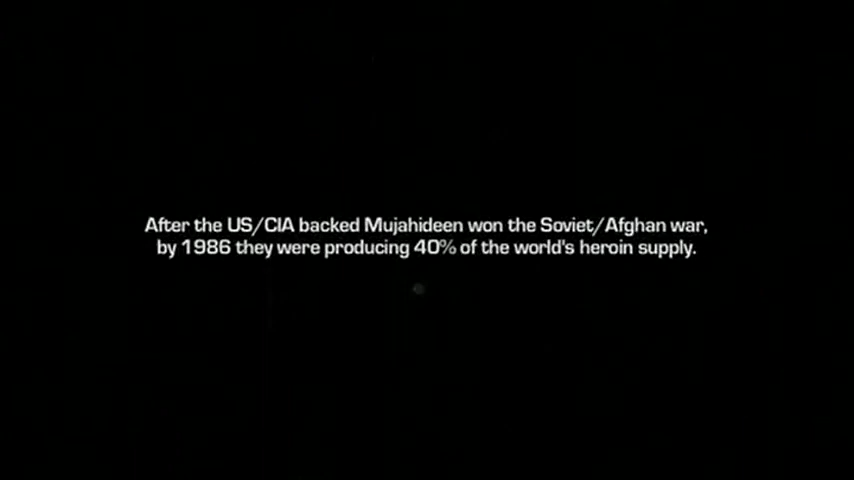 After the US/CIA backed Mujahideen won the Soviet/Afghan war,
by 1986 they were producing 40% of the world's heroin supply.